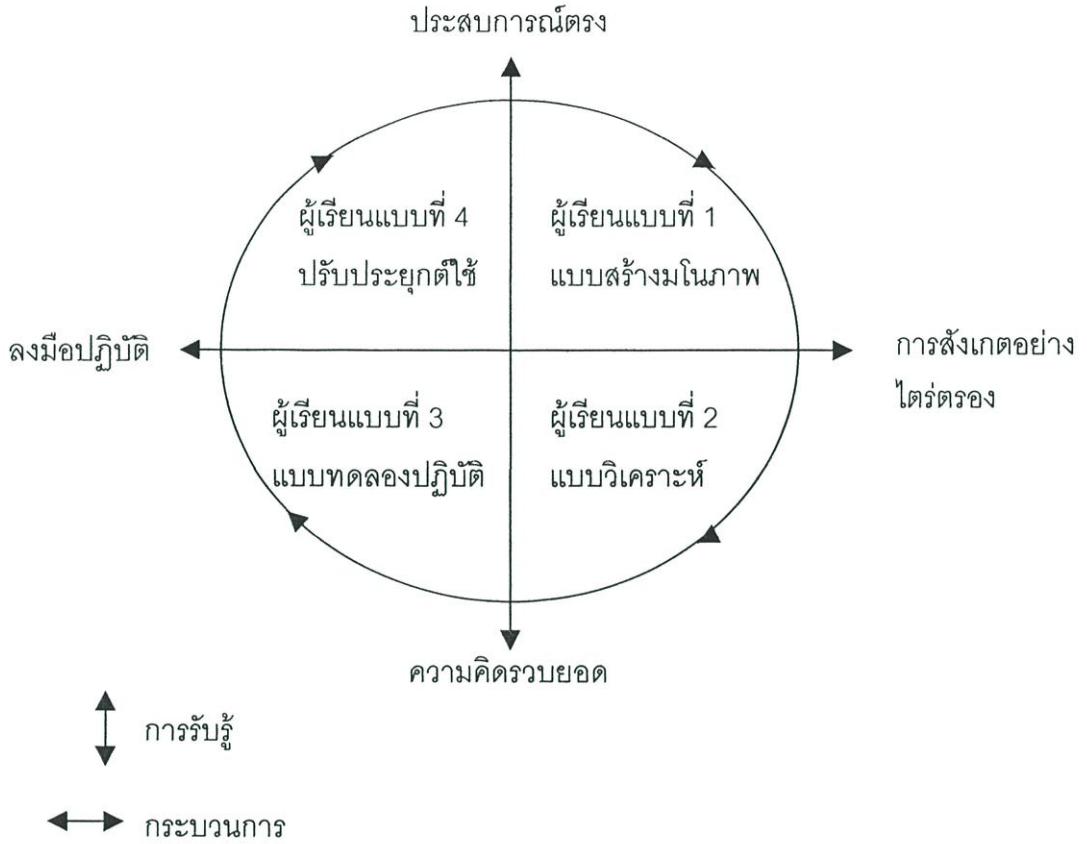 ประสบการณ์ตรง
ผู้เรียนแบบที่ 4
ปรับประยุกต์ใช้
ผู้เรียนแบบที่ 1
แบบสร้างมโนภาพ
ลงมือปฏิบัติ
การสังเกตอย่าง
ไตร่ตรอง
ผู้เรียนแบบที่ 3
แบบทดลองปฏิบัติ
ผู้เรียนแบบที่ 2
แบบวิเคราะห์
ความคิดรวบยอด
การรับรู้
กระบวนการ